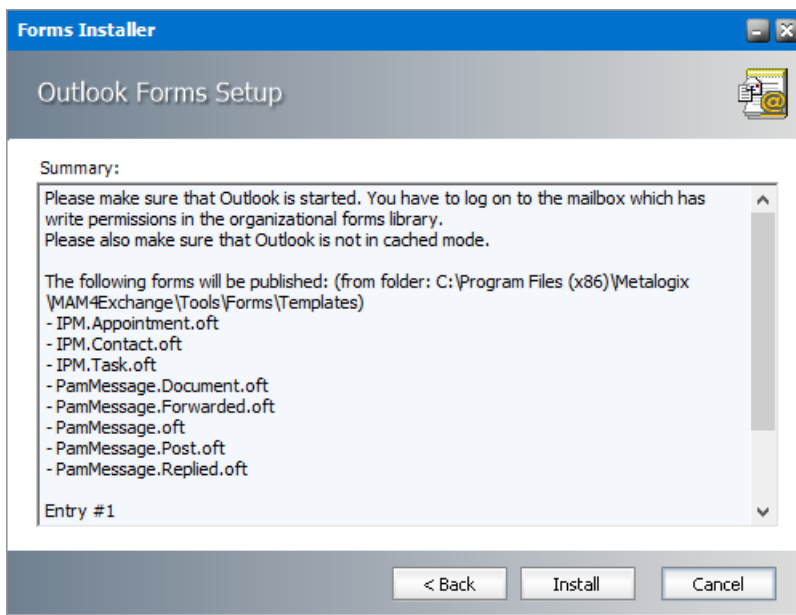 Forms Installer
Outlook Forms Setup
Summary:
Please make sure that Outlook is started. You have to log on to the mailbox which has
write permissions in the organizational forms library.
Please also make sure that Outlook is not in cached mode.
The following forms will be published: (from folder: C:\Program Files (x86)\Metalogix
\MAM4Exchange\Tools\Forms\Templates)
- IPM.Appointment.oft
- IPM.Contact.oft
- IPM.Task.oft
- PamMessage.Document.oft
- PamMessage.Forwarded.oft
- PamMessage.oft
- PamMessage.Post.oft
- PamMessage.Replied.oft
Entry #1
< Back Install Cancel